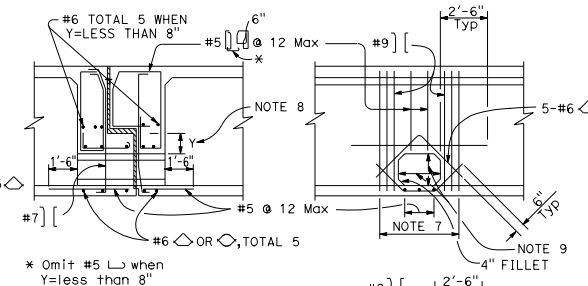 #6 TOTAL 5 WHEN
Y=LESS THAN 8"
6"
#5 @ 12 Max
*
#9
2'-6"
Typ
NOTE 8
5-#6
Y
1'-6"
1'-6"
#7
#5 @ 12 Max
#6 OR , TOTAL 5
6"
Typ
NOTE 7
NOTE 9
4" FILLET
* Omit #5 when
Y=less than 8"
2'-6"